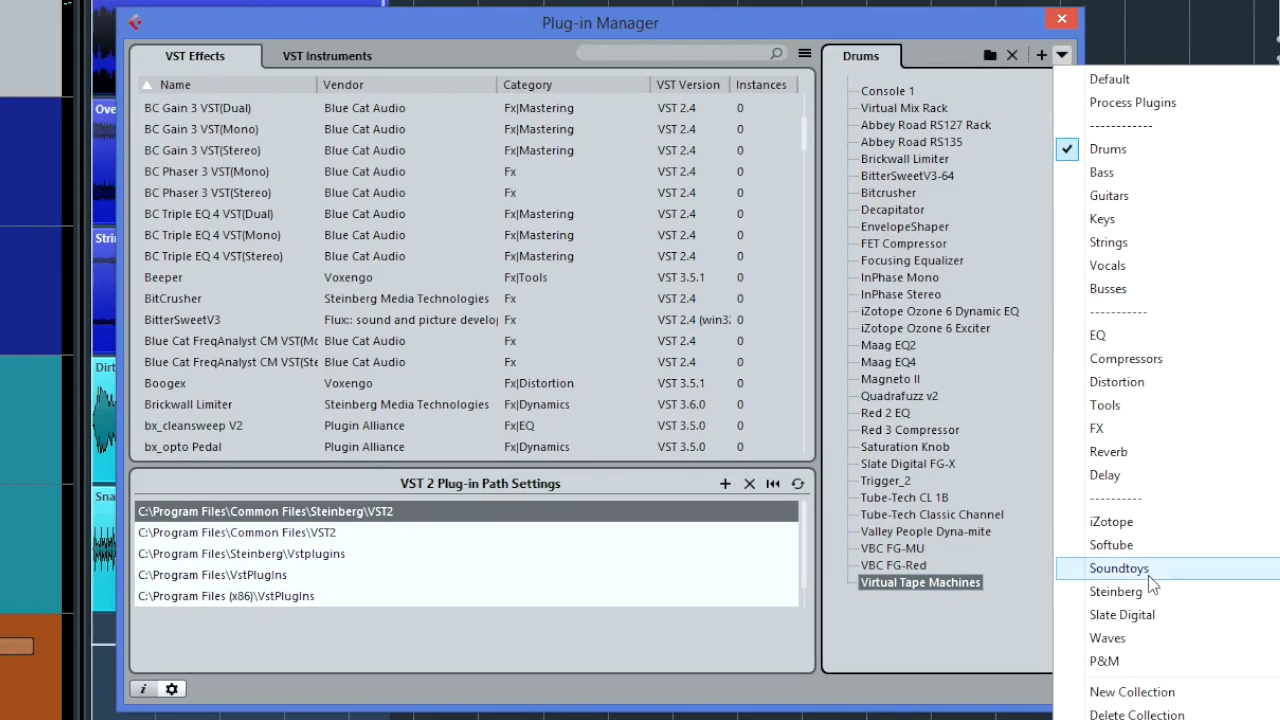 Plug-in Manager
VST Effects VST Instruments
Name Vendor Category VST Version Instances
BC Gain 3 VST(Dual) Blue Cat Audio Fx|Mastering VST 2.4 0
BC Gain 3 VST(Mono) Blue Cat Audio Fx|Mastering VST 2.4 0
BC Gain 3 VST(Stereo) Blue Cat Audio Fx|Mastering VST 2.4 0
BC Phaser 3 VST(Mono) Blue Cat Audio Fx VST 2.4 0
BC Phaser 3 VST(Stereo) Blue Cat Audio Fx VST 2.4 0
BC Triple EQ 4 VST(Dual) Blue Cat Audio Fx|Mastering VST 2.4 0
BC Triple EQ 4 VST(Mono) Blue Cat Audio Fx|Mastering VST 2.4 0
BC Triple EQ 4 VST(Stereo) Blue Cat Audio Fx|Mastering VST 2.4 0
Beeper Voxengo Fx|Tools VST 3.5.1 0
BitCrusher Steinberg Media Technologies Fx VST 2.4 0
BitterSweetV3 Flux:: sound and picture develo Fx VST 2.4 (win32 0
Blue Cat FreqAnalyst CM VST(Mo Blue Cat Audio Fx VST 2.4 0
Blue Cat FreqAnalyst CM VST(Ste Blue Cat Audio Fx VST 2.4 0
Boogex Voxengo Fx|Distortion VST 3.5.1 0
Brickwall Limiter Steinberg Media Technologies Fx|Dynamics VST 3.6.0 0
bx_cleansweep V2 Plugin Alliance Fx|EQ VST 3.5.0 0
bx_opto Pedal Plugin Alliance Fx|Dynamics VST 3.5.0 0
VST 2 Plug-in Path Settings
C:\Program Files\Common Files\Steinberg\VST2
C:\Program Files\Common Files\VST2
C:\Program Files\Steinberg\Vstplugins
C:\Program Files\VstPlugIns
C:\Program Files (x86)\VstPlugIns
i
Drums
Console 1
Virtual Mix Rack
Abbey Road RS127 Rack
Abbey Road RS135
Brickwall Limiter
BitterSweetV3-64
Bitcrusher
Decapitator
EnvelopeShaper
FET Compressor
Focusing Equalizer
InPhase Mono
InPhase Stereo
iZotope Ozone 6 Dynamic EQ
iZotope Ozone 6 Exciter
Maag EQ2
Maag EQ4
Magneto II
Quadrafuzz v2
Red 2 EQ
Red 3 Compressor
Saturation Knob
Slate Digital FG-X
Trigger_2
Tube-Tech CL 1B
Tube-Tech Classic Channel
Valley People Dyna-mite
VBC FG-MU
VBC FG-Red
Virtual Tape Machines
Default
Process Plugins
------------
Drums
Bass
Guitars
Keys
Strings
Vocals
Busses
-----------
EQ
Compressors
Distortion
Tools
FX
Reverb
Delay
----------
iZotope
Softube
Soundtoys
Steinberg
Slate Digital
Waves
P&M
New Collection
Delete Collection
Ove
Stri
Dirt
Sna